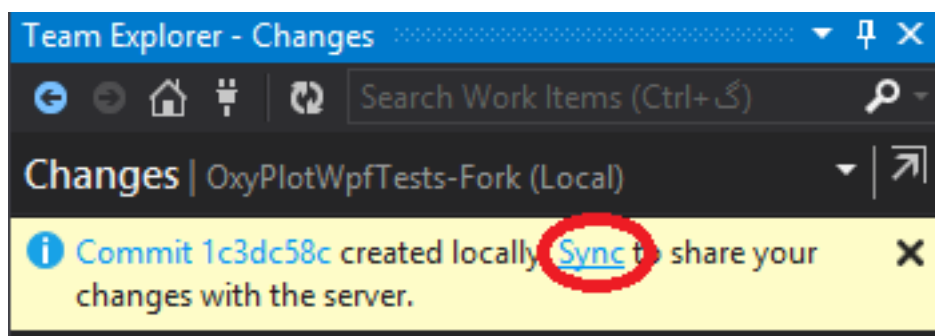 Team Explorer - Changes
Search Work Items (Ctrl+گ)
Changes | OxyPlotWpfTests-Fork (Local)
Commit 1c3dc58c created locally. Sync to share your
changes with the server.